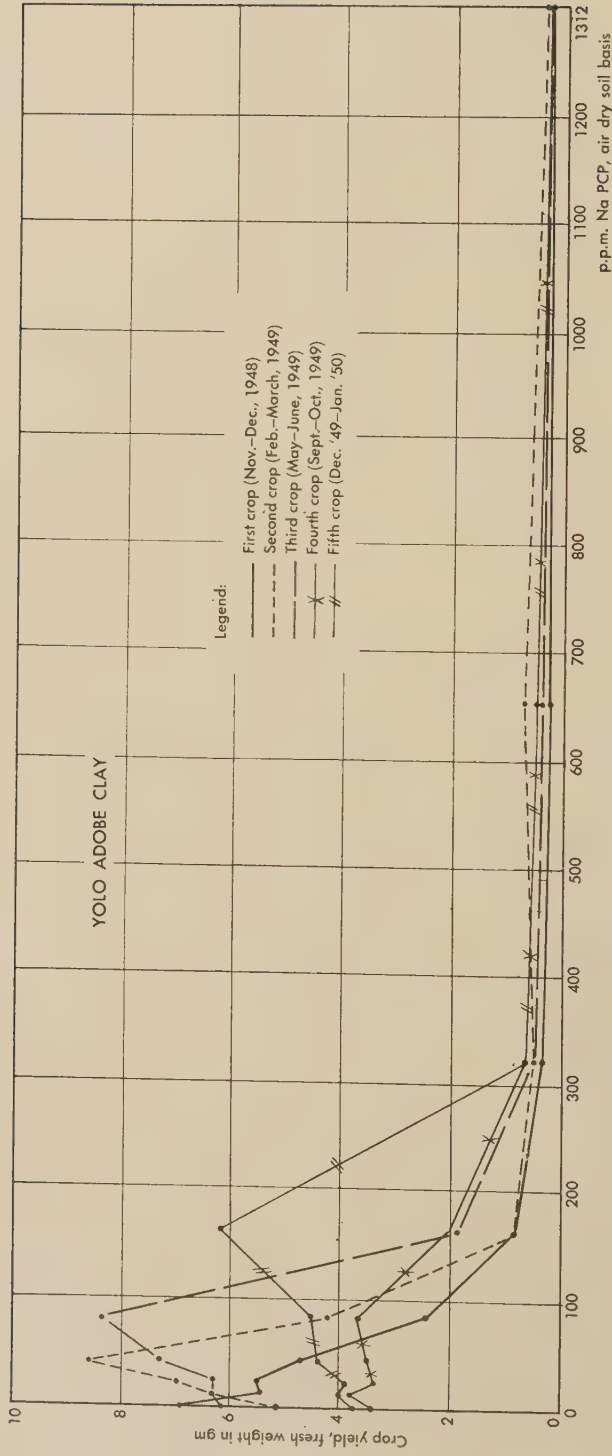 YOLO ADOBE CLAY
Legend:
First crop (Nov.–Dec., 1948)
Second crop (Feb.–March, 1949)
Third crop (May–June, 1949)
Fourth crop (Sept.–Oct., 1949)
Fifth crop (Dec. '49–Jan. '50)
Crop yield, fresh weight in gm
10
8
6
4
2
0
0
100
200
300
400
500
600
700
800
900
1000
1100
1200
1312
p.p.m. Na PCP, air dry soil basis